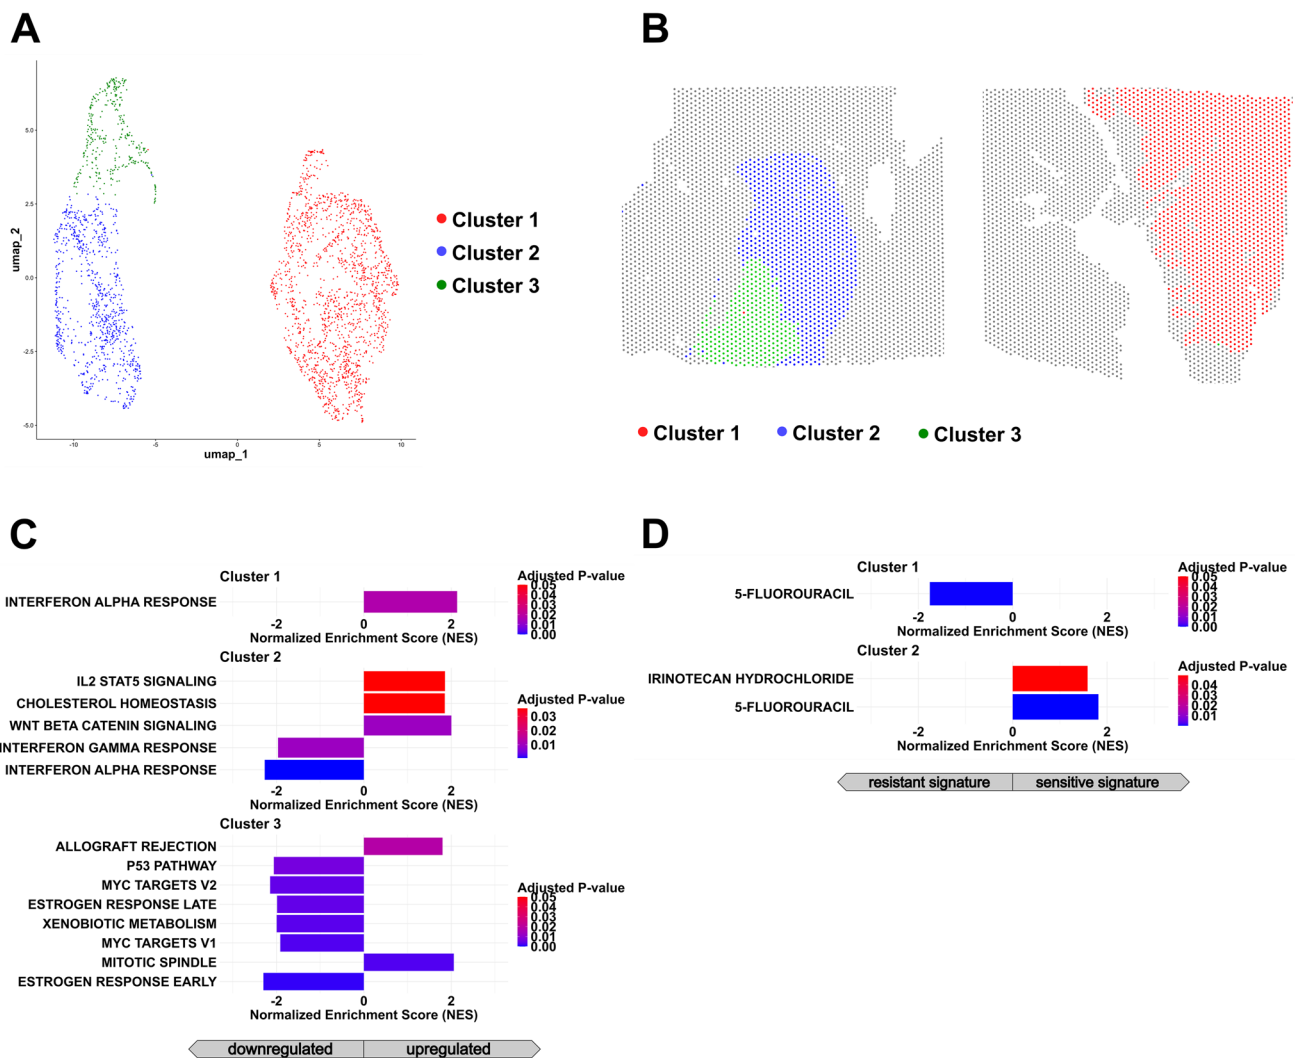 A
B
5.0
2.5
0.0
-2.5
-5.0
umap_2
-10
-5
0
5
10
umap_1
Cluster 1
Cluster 2
Cluster 3
Cluster 1
Cluster 2
Cluster 3
C
Cluster 1
INTERFERON ALPHA RESPONSE
-2
0
2
Normalized Enrichment Score (NES)
Adjusted P-value
0.05
0.04
0.03
0.02
0.01
0.00
Cluster 2
IL2 STAT5 SIGNALING
CHOLESTEROL HOMEOSTASIS
WNT BETA CATENIN SIGNALING
INTERFERON GAMMA RESPONSE
INTERFERON ALPHA RESPONSE
-2
0
2
Normalized Enrichment Score (NES)
Adjusted P-value
0.03
0.02
0.01
Cluster 3
ALLOGRAFT REJECTION
P53 PATHWAY
MYC TARGETS V2
ESTROGEN RESPONSE LATE
XENOBIOTIC METABOLISM
MYC TARGETS V1
MITOTIC SPINDLE
ESTROGEN RESPONSE EARLY
-2
0
2
Normalized Enrichment Score (NES)
Adjusted P-value
0.05
0.04
0.03
0.02
0.01
0.00
downregulated
upregulated
D
Cluster 1
5-FLUOROURACIL
-2
0
2
Normalized Enrichment Score (NES)
Adjusted P-value
0.05
0.04
0.03
0.02
0.01
0.00
Cluster 2
IRINOTECAN HYDROCHLORIDE
5-FLUOROURACIL
-2
0
2
Normalized Enrichment Score (NES)
Adjusted P-value
0.04
0.03
0.02
0.01
resistant signature
sensitive signature